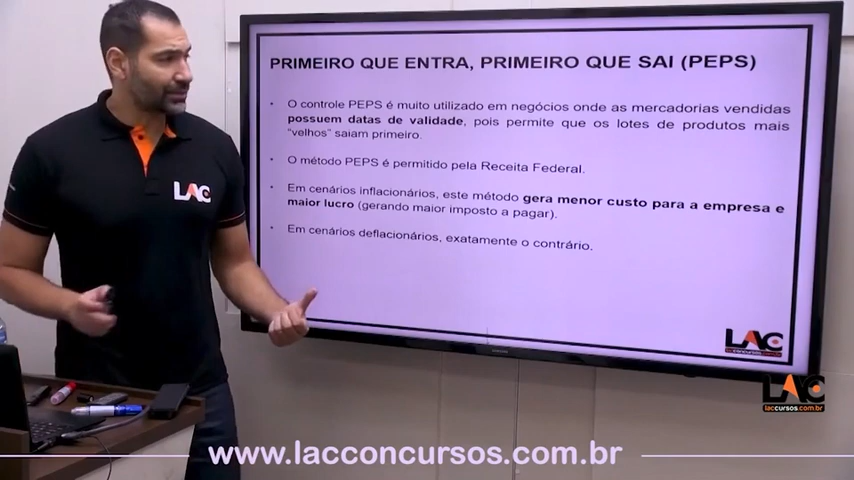 PRIMEIRO QUE ENTRA, PRIMEIRO QUE SAI (PEPS)
• O controle PEPS é muito utilizado em negócios onde as mercadorias vendidas
possuem datas de validade, pois permite que os lotes de produtos mais
“velhos” saiam primeiro.
• O método PEPS é permitido pela Receita Federal.
• Em cenários inflacionários, este método gera menor custo para a empresa e
maior lucro (gerando maior imposto a pagar).
• Em cenários deflacionários, exatamente o contrário.
LAC
LAC
laccursos.com.br
LAC
laccursos.com.br
www.lacconcursos.com.br